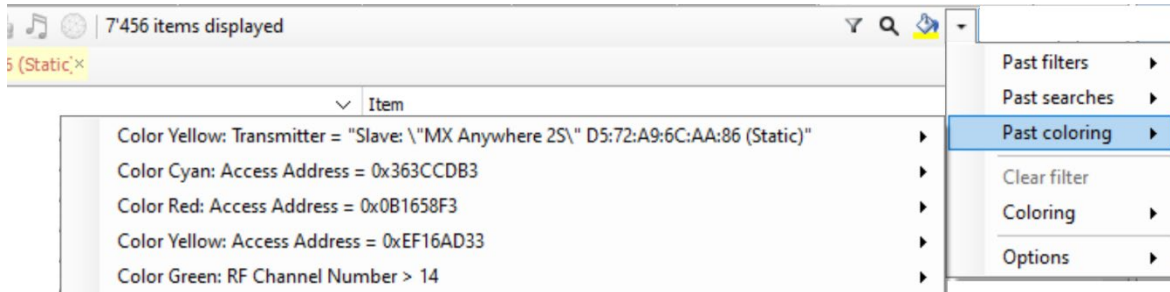 7'456 items displayed
6 (Static)
Item
Past filters
Past searches
Past coloring
Clear filter
Coloring
Options
Color Yellow: Transmitter = "Slave: \"MX Anywhere 2S\" D5:72:A9:6C:AA:86 (Static)"
Color Cyan: Access Address = 0x363CCDB3
Color Red: Access Address = 0x0B1658F3
Color Yellow: Access Address = 0xEF16AD33
Color Green: RF Channel Number > 14